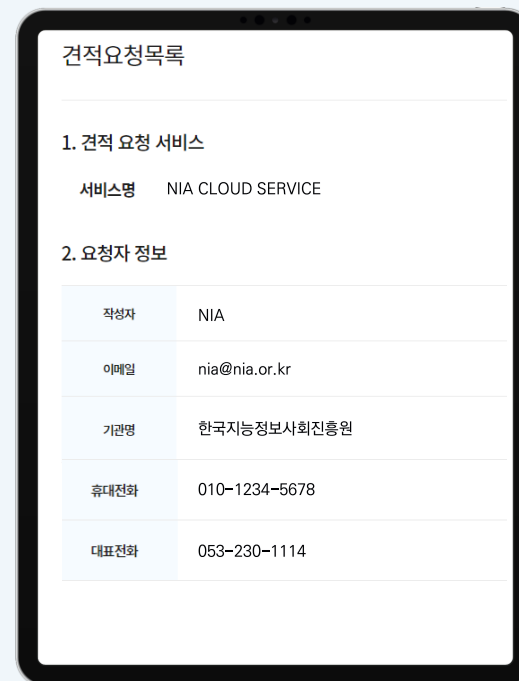 견적요청목록
1. 견적 요청 서비스
서비스명 NIA CLOUD SERVICE
2. 요청자 정보
작성자 NIA
이메일 nia@nia.or.kr
기관명 한국지능정보사회진흥원
휴대전화 010-1234-5678
대표전화 053-230-1114